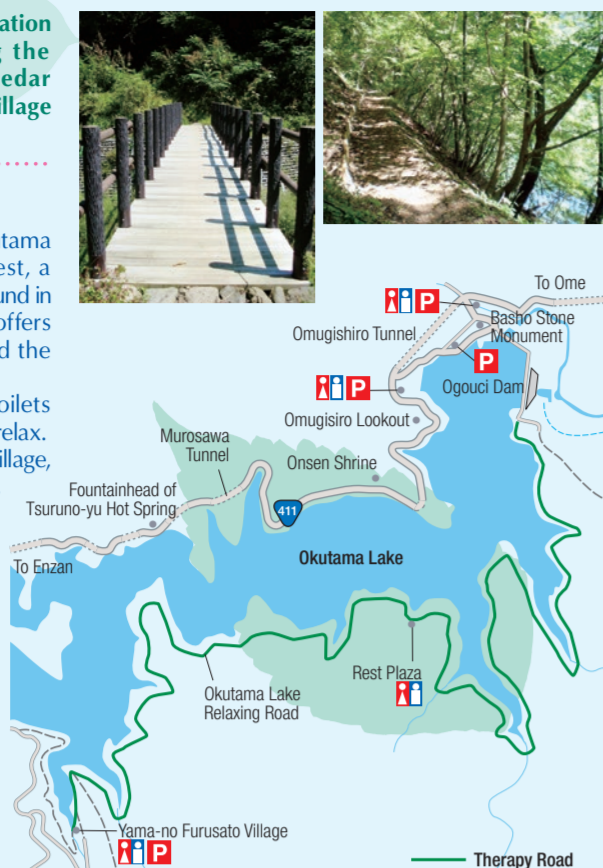 ation
g the
edar
illage
utama
est, a
und in
offers
d the
oilets
relax.
illage,
To Ome
Basho Stone
Monument
Omugishiro Tunnel
P
P
Ogouci Dam
P
Omugisiro Lookout
Murosawa
Tunnel
Onsen Shrine
Fountainhead of
Tsuruno-yu Hot Spring
411
To Enzan
Okutama Lake
Rest Plaza
Okutama Lake
Relaxing Road
Yama-no Furusato Village
P
Therapy Road